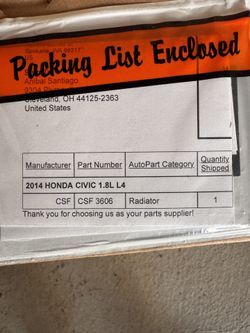 Packing List Enclosed
Anibal Santiago
Cleveland, OH 44125-2363
United States
Manufacturer Part Number AutoPart Category Quantity Shipped
2014 HONDA CIVIC 1.8L L4
CSF CSF 3606 Radiator 1
Thank you for choosing us as your parts supplier!